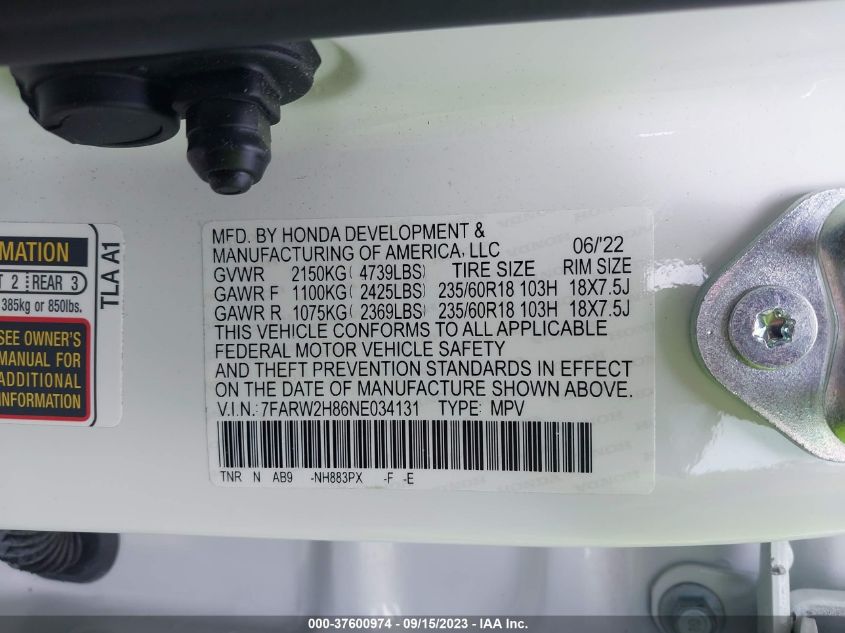 MATION
T 2 REAR 3
385kg or 850lbs.
TLA A1
SEE OWNER'S
MANUAL FOR
ADDITIONAL
INFORMATION
MFD. BY HONDA DEVELOPMENT &
MANUFACTURING OF AMERICA, LLC 06/'22
GVWR 2150KG( 4739LBS) TIRE SIZE RIM SIZE
GAWR F 1100KG( 2425LBS) 235/60R18 103H 18X7.5J
GAWR R 1075KG( 2369LBS) 235/60R18 103H 18X7.5J
THIS VEHICLE CONFORMS TO ALL APPLICABLE
FEDERAL MOTOR VEHICLE SAFETY
AND THEFT PREVENTION STANDARDS IN EFFECT
ON THE DATE OF MANUFACTURE SHOWN ABOVE.
V.I.N.: 7FARW2H86NE034131 TYPE: MPV
TNR N AB9 -NH883PX -F -E
000-37600974 - 09/15/2023 - IAA Inc.